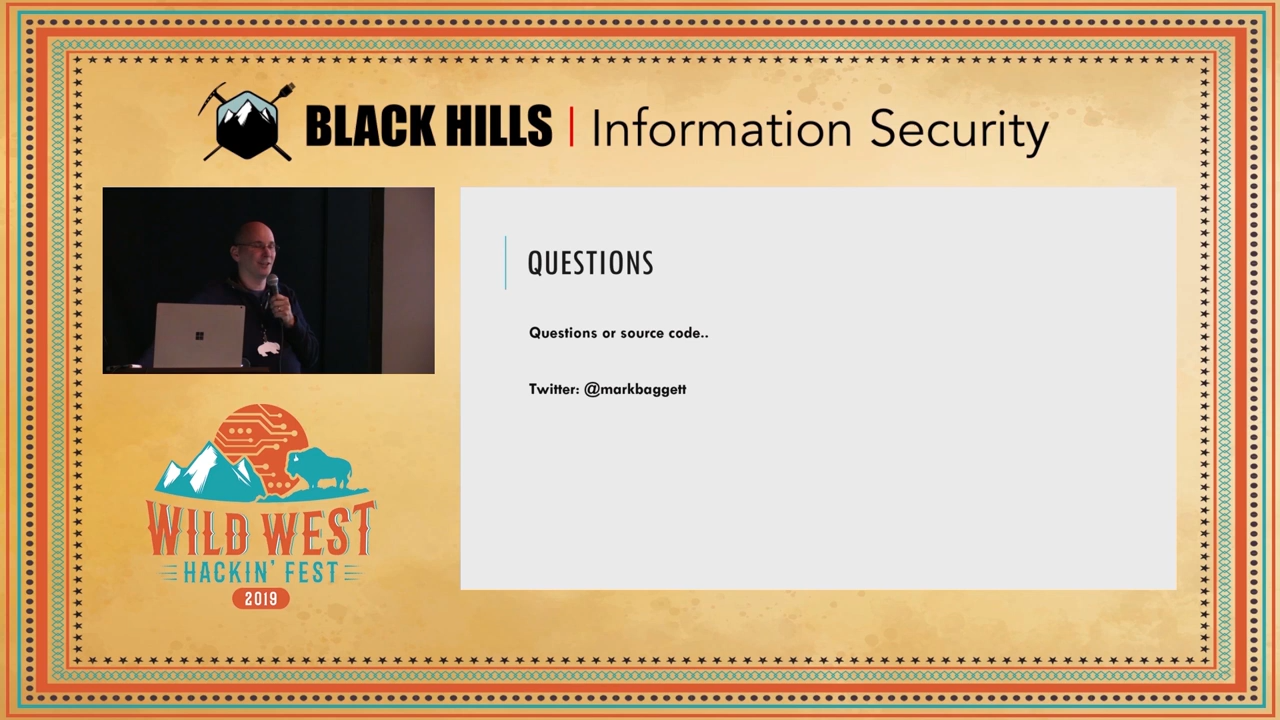 BLACK HILLS | Information Security
QUESTIONS
Questions or source code..
Twitter: @markbaggett
WILD WEST
HACKIN' FEST
2019